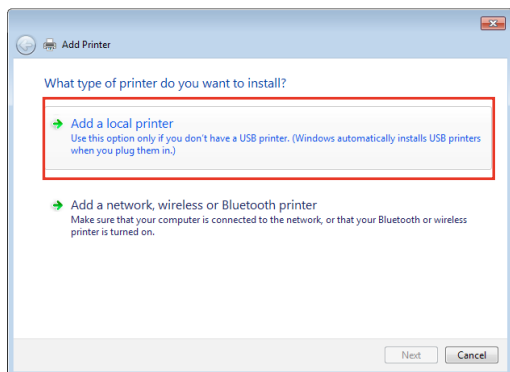 Add Printer
What type of printer do you want to install?
Add a local printer
Use this option only if you don't have a USB printer. (Windows automatically installs USB printers
when you plug them in.)
Add a network, wireless or Bluetooth printer
Make sure that your computer is connected to the network, or that your Bluetooth or wireless
printer is turned on.
Next Cancel